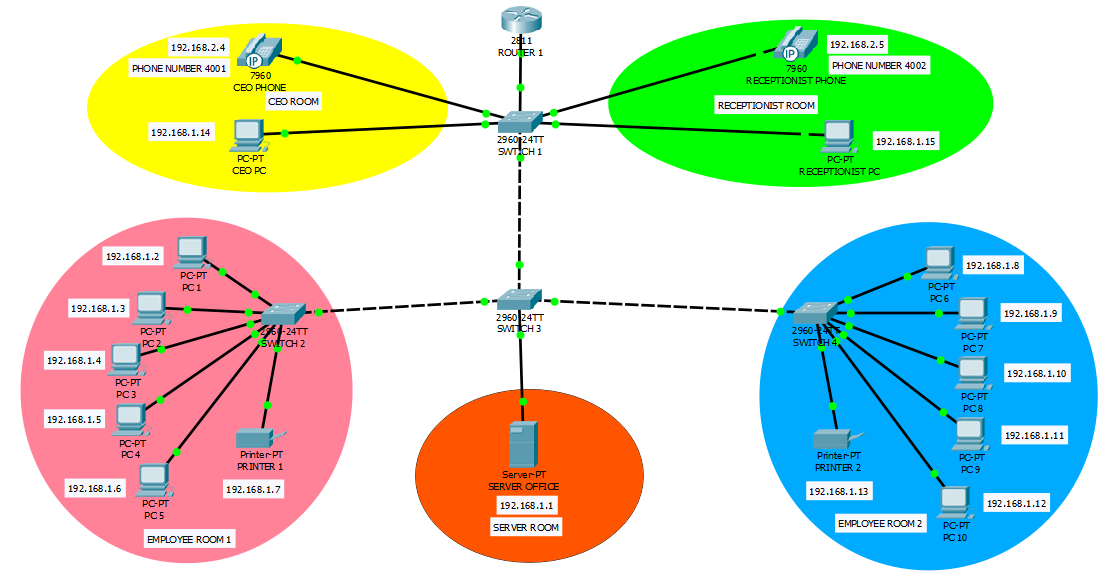 2811
ROUTER 1
192.168.2.4
PHONE NUMBER 4001
IP
7960
CEO PHONE
CEO ROOM
192.168.1.14
PC-PT
CEO PC
2960-24TT
SWITCH 1
192.168.2.5
PHONE NUMBER 4002
IP
7960
RECEPTIONIST PHONE
RECEPTIONIST ROOM
192.168.1.15
PC-PT
RECEPTIONIST PC
192.168.1.2
PC-PT
PC 1
192.168.1.3
PC-PT
PC 2
192.168.1.4
PC-PT
PC 3
192.168.1.5
PC-PT
PC 4
192.168.1.6
PC-PT
PC 5
2960-24TT
SWITCH 2
Printer-PT
PRINTER 1
192.168.1.7
EMPLOYEE ROOM 1
2960-24TT
SWITCH 3
Server-PT
SERVER OFFICE
192.168.1.1
SERVER ROOM
2960-24TT
SWITCH 4
192.168.1.8
PC-PT
PC 6
192.168.1.9
PC-PT
PC 7
192.168.1.10
PC-PT
PC 8
192.168.1.11
PC-PT
PC 9
192.168.1.12
PC-PT
PC 10
Printer-PT
PRINTER 2
192.168.1.13
EMPLOYEE ROOM 2